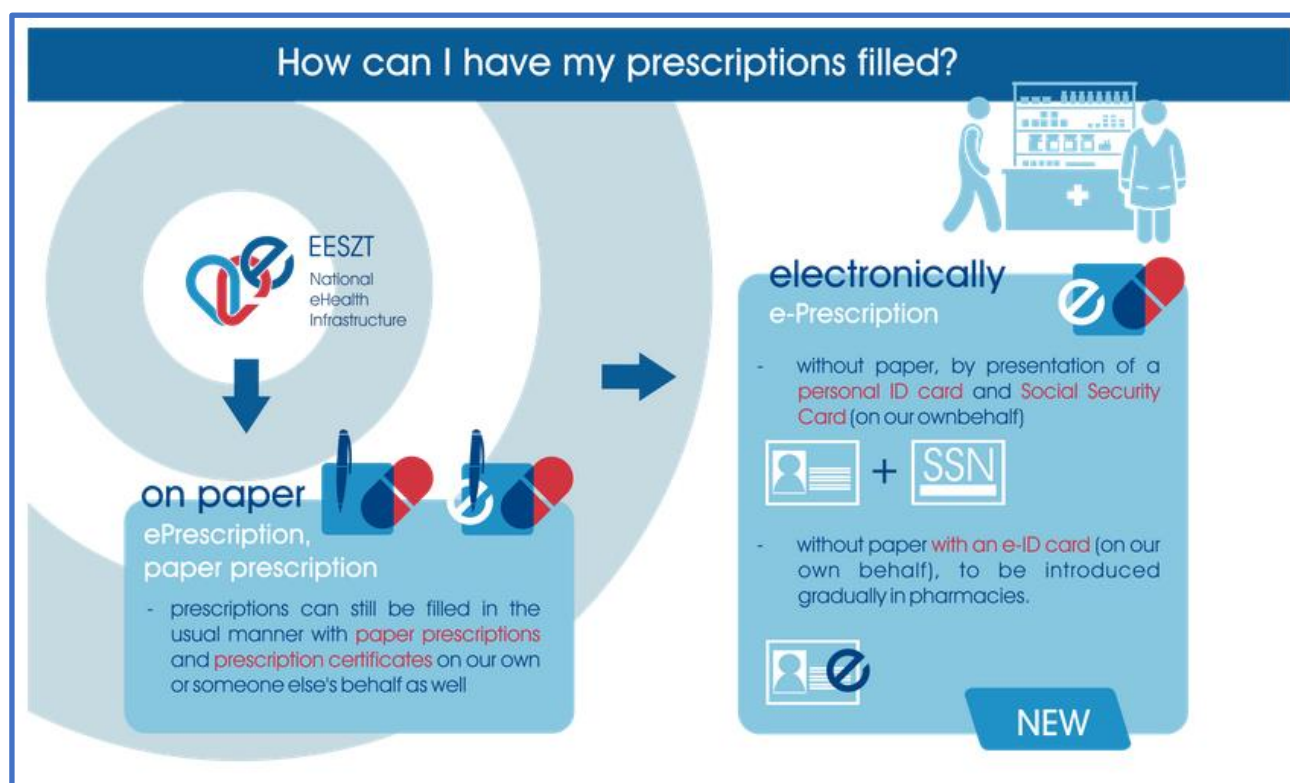 How can I have my prescriptions filled?
EESZT
National
eHealth
Infrastructure
on paper
ePrescription,
paper prescription
- prescriptions can still be filled in the
usual manner with paper prescriptions
and prescription certificates on our own
or someone else's behalf as well
electronically
e-Prescription
- without paper, by presentation of a
personal ID card and Social Security
Card (on our ownbehalf)
+ SSN
- without paper with an e-ID card (on our
own behalf), to be introduced
gradually in pharmacies.
NEW